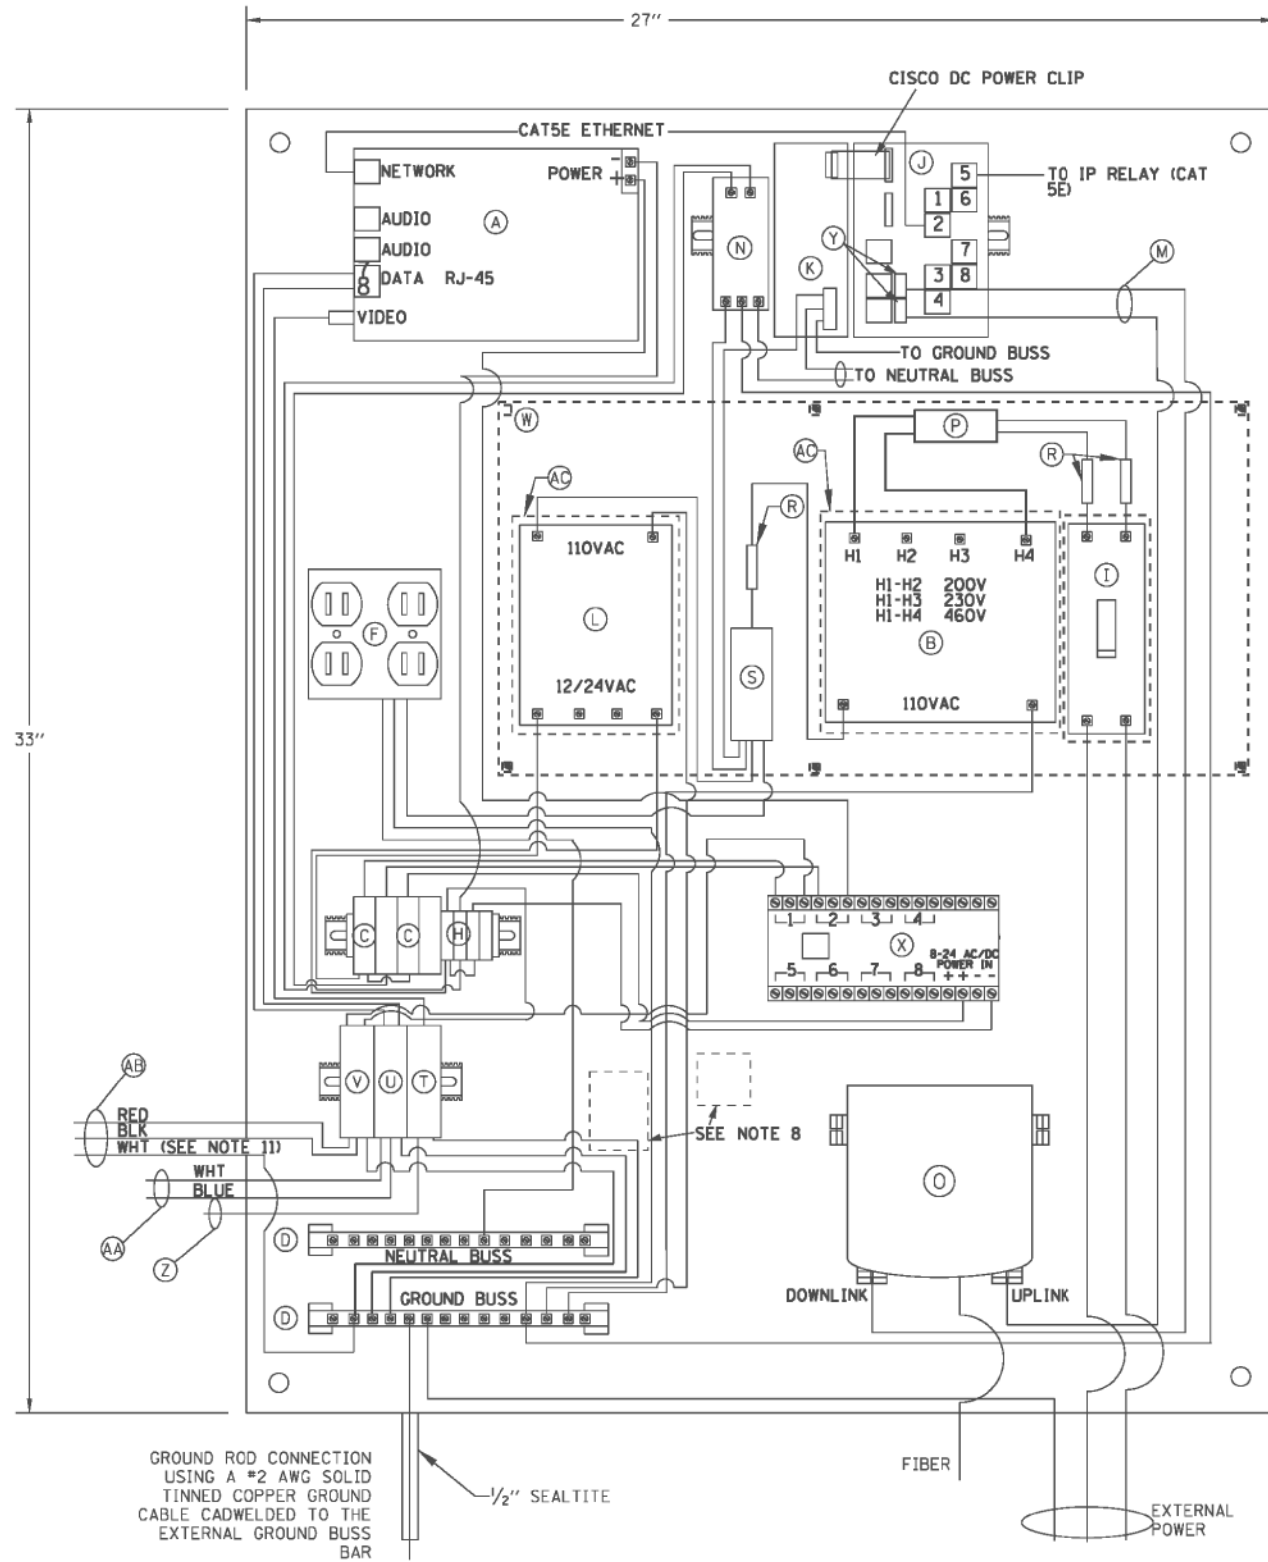 27"
CISCO DC POWER CLIP
CAT5E ETHERNET
NETWORK
POWER
-
+
J
5
TO IP RELAY (CAT
5E)
1
6
2
AUDIO
A
N
Y
AUDIO
7
M
7
8
DATA RJ-45
K
3
8
4
VIDEO
TO GROUND BUSS
TO NEUTRAL BUSS
W
P
AC
AC
R
R
110VAC
H1
H2
H3
H4
I
H1-H2 200V
H1-H3 230V
H1-H4 460V
L
F
B
S
12/24VAC
110VAC
33"
C
C
H
1
2
3
4
X
8-24 AC/DC
POWER IN
5
6
7
8
+ + - -
AB
V
U
T
RED
BLK
WHT (SEE NOTE 11)
SEE NOTE 8
WHT
BLUE
O
AA
Z
D
NEUTRAL BUSS
DOWNLINK
UPLINK
D
GROUND BUSS
GROUND ROD CONNECTION
USING A #2 AWG SOLID
TINNED COPPER GROUND
CABLE CADWELDED TO THE
EXTERNAL GROUND BUSS
BAR
1/2" SEALTITE
FIBER
EXTERNAL
POWER